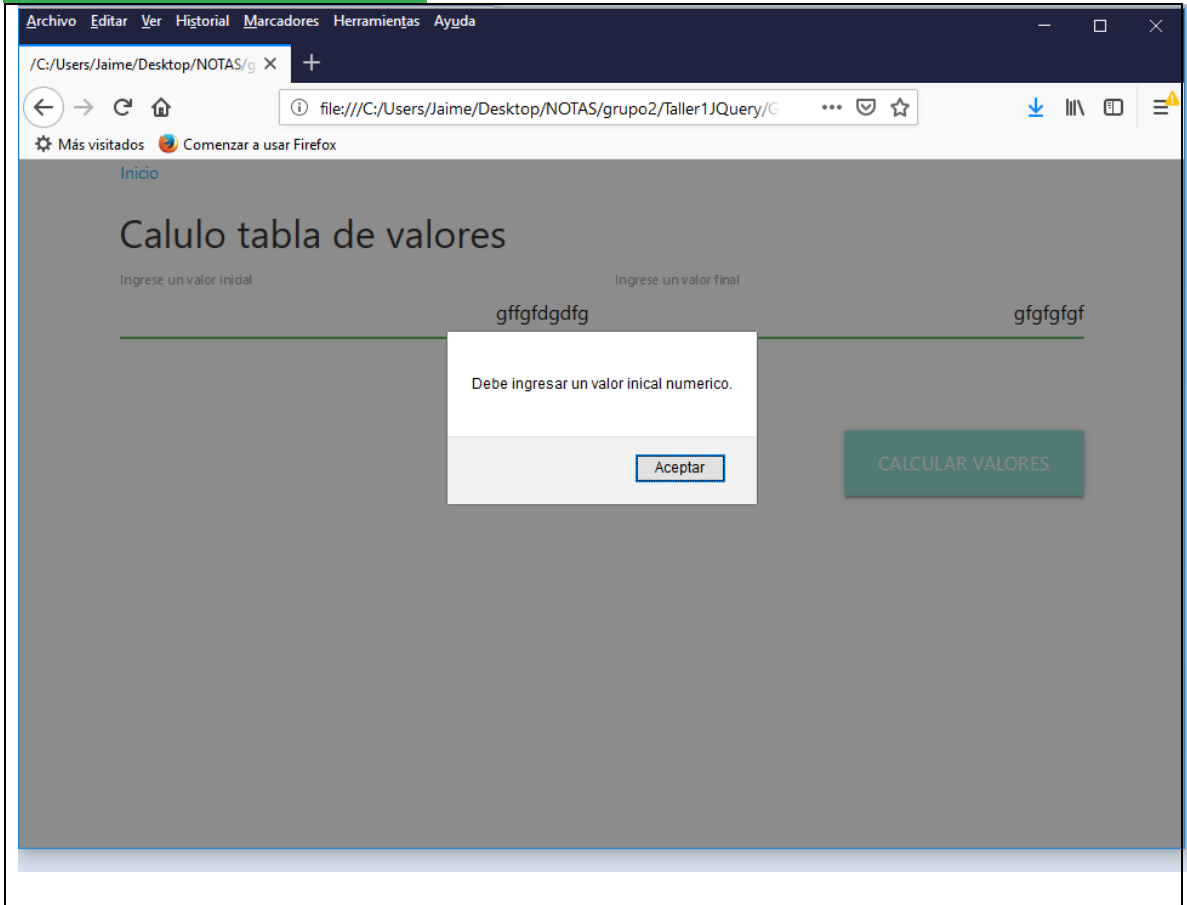 Archivo Editar Ver Historial Marcadores Herramientas Ayuda
/C:/Users/Jaime/Desktop/NOTAS/g
file:///C:/Users/Jaime/Desktop/NOTAS/grupo2/Taller1JQuery/G
Más visitados Comenzar a usar Firefox
Inicio
Calulo tabla de valores
Ingrese un valor inicial Ingrese un valor final
gffgfdgdfg gfgfgfgf
Debe ingresar un valor inical numerico.
Aceptar
CALCULAR VALORES